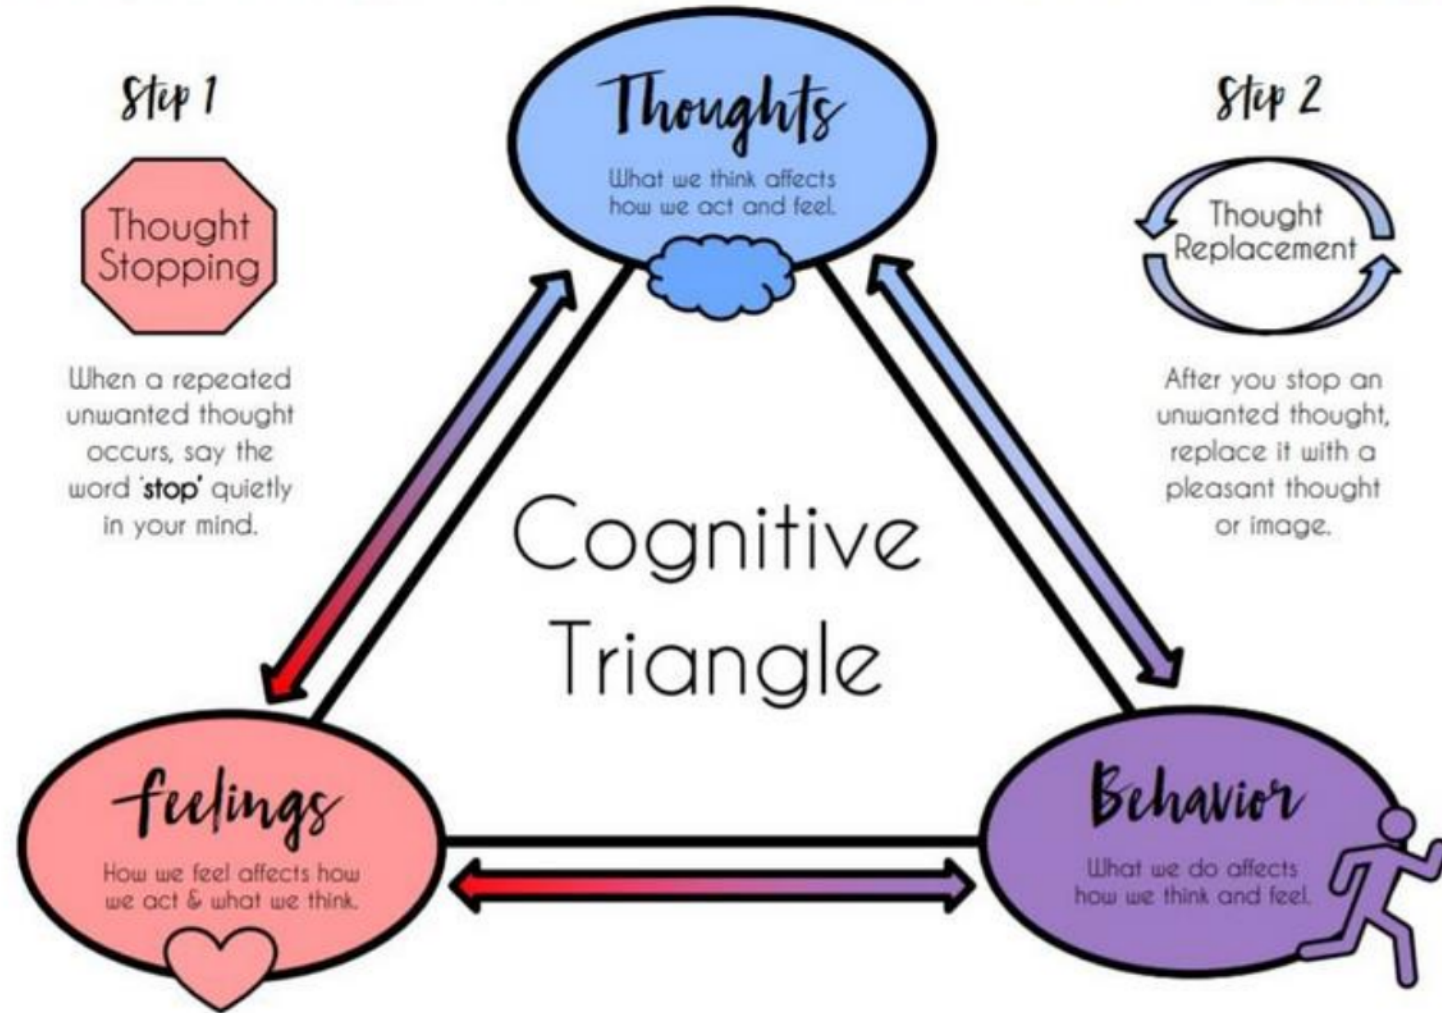 Step 1
Thought
Stopping
When a repeated
unwanted thought
occurs, say the
word 'stop' quietly
in your mind.
Thoughts
What we think affects
how we act and feel.
Step 2
Thought
Replacement
After you stop an
unwanted thought,
replace it with a
pleasant thought
or image.
Cognitive
Triangle
feelings
How we feel affects how
we act & what we think.
Behavior
What we do affects
how we think and feel.